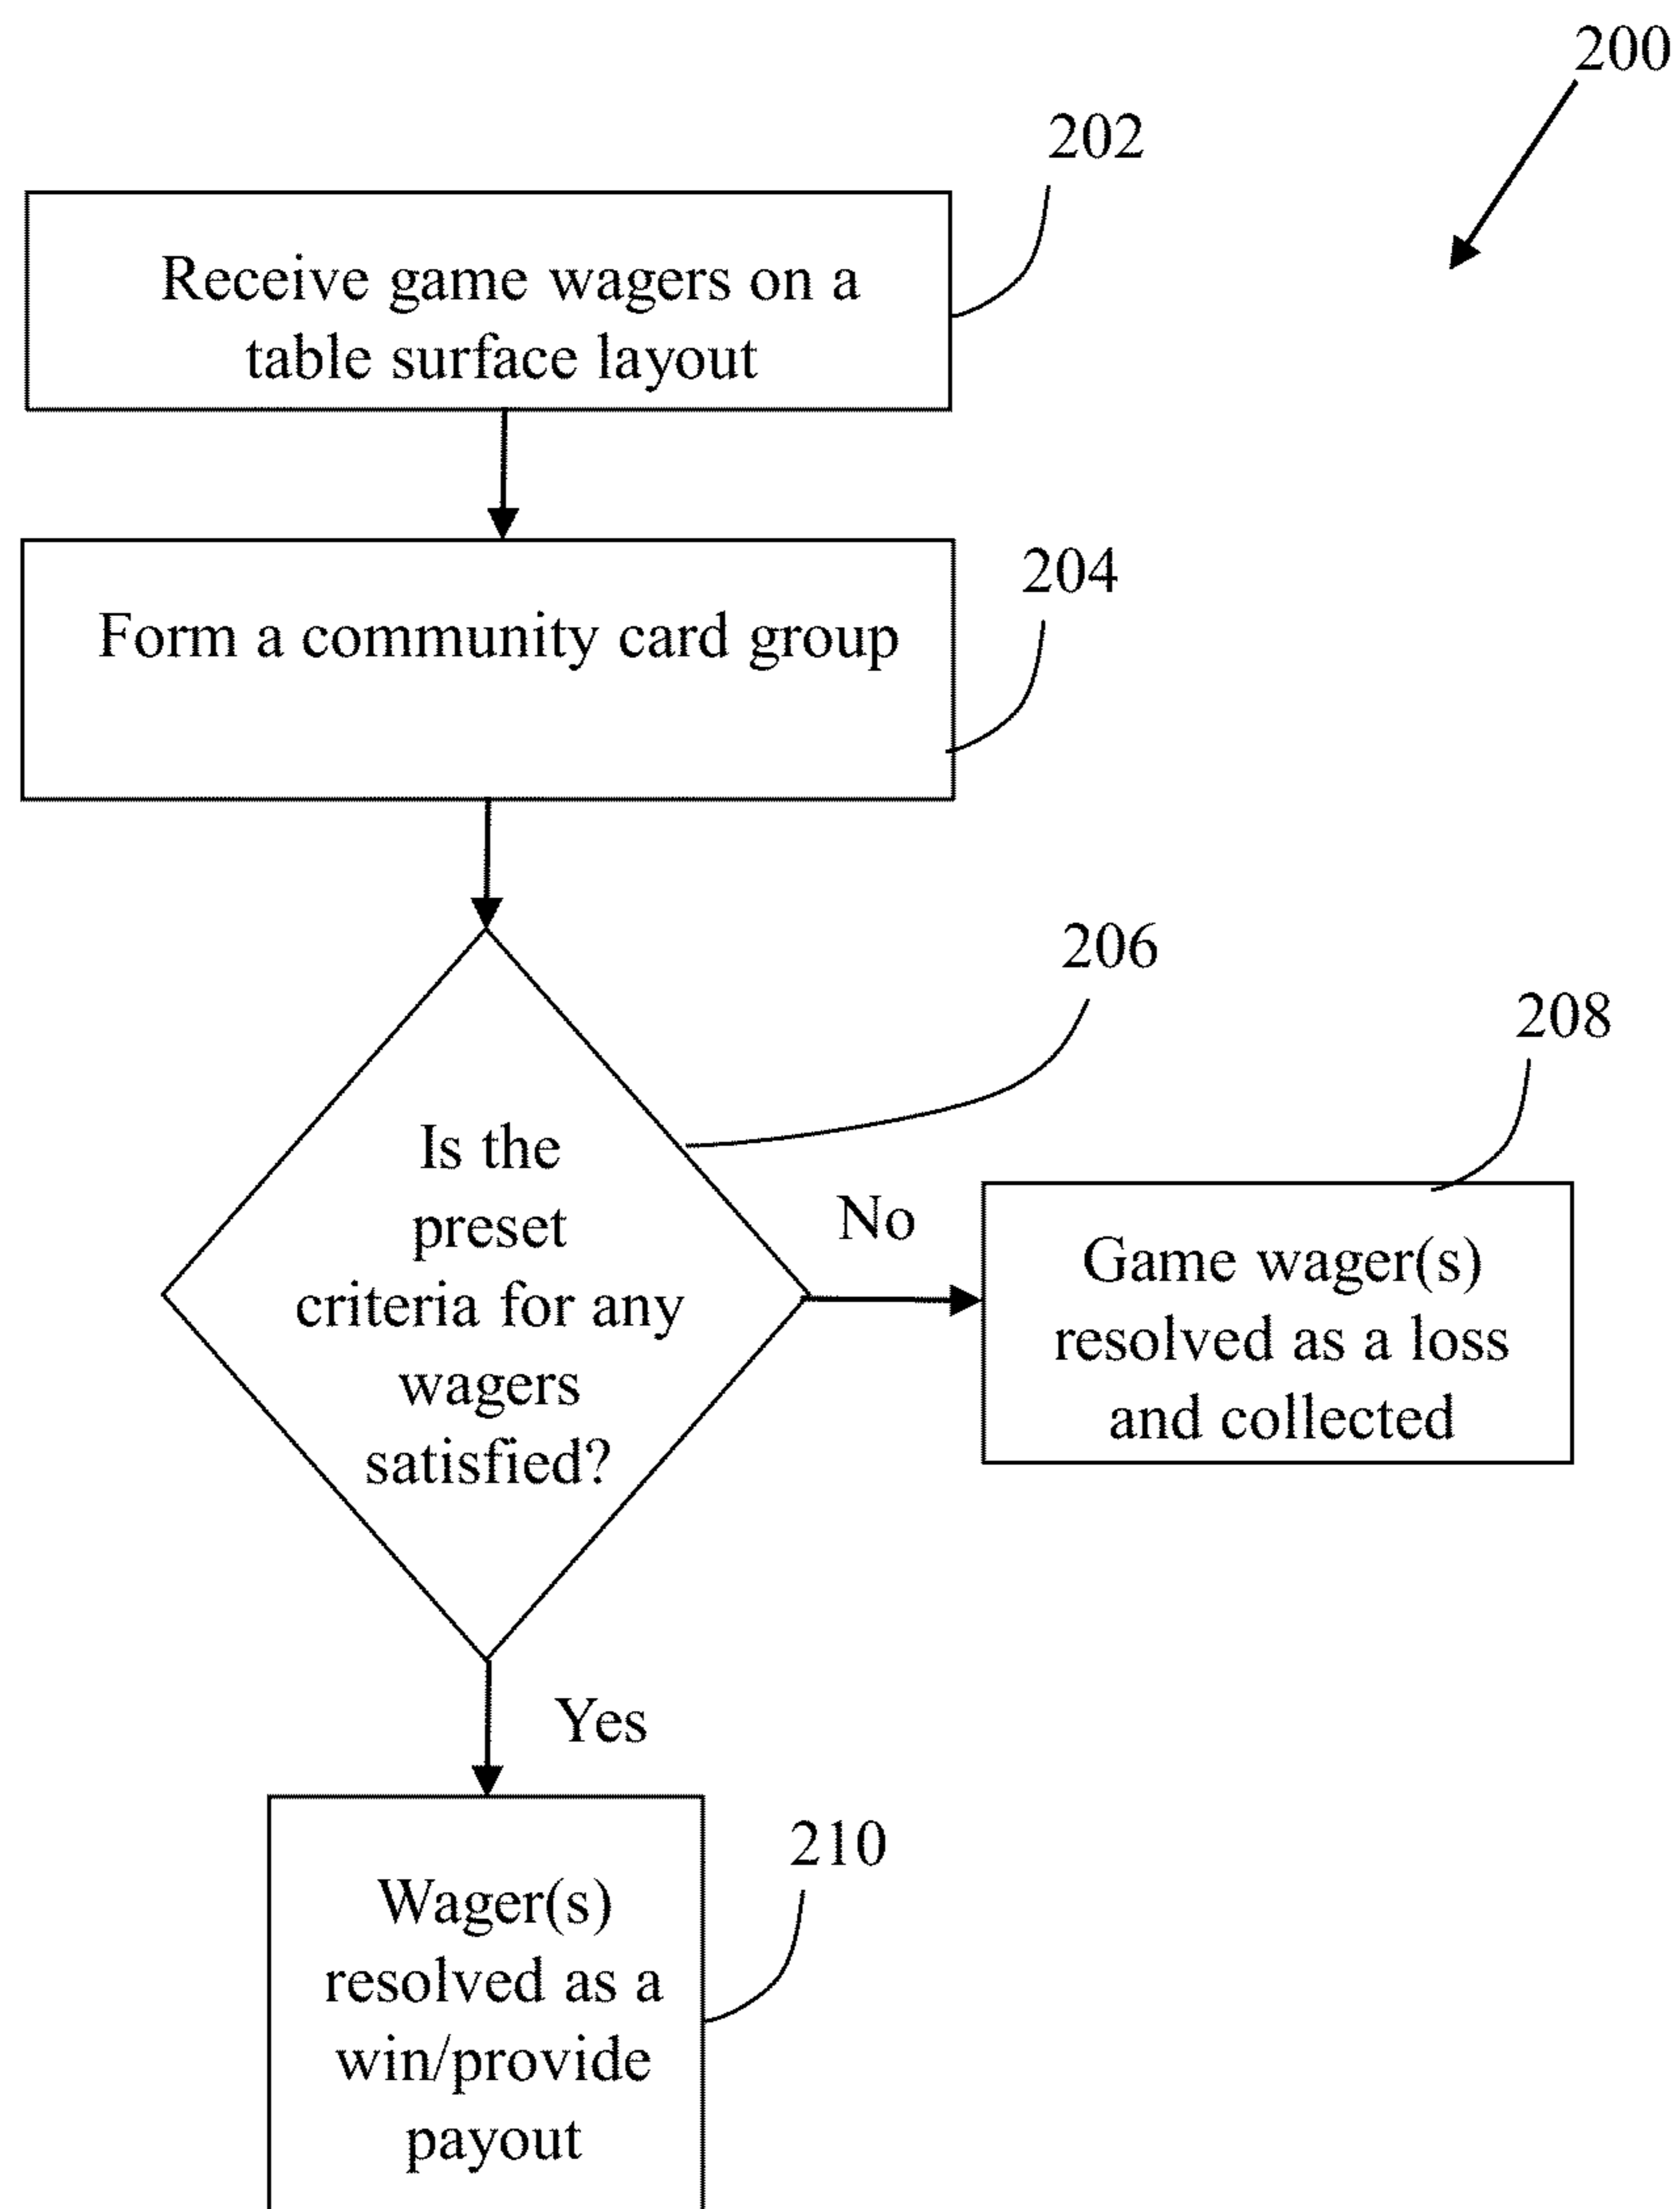 200
202
Receive game wagers on a
table surface layout
204
Form a community card group
206
208
Is the
preset
criteria for any
wagers
satisfied?
No
Game wager(s)
resolved as a loss
and collected
Yes
210
Wager(s)
resolved as a
win/provide
payout